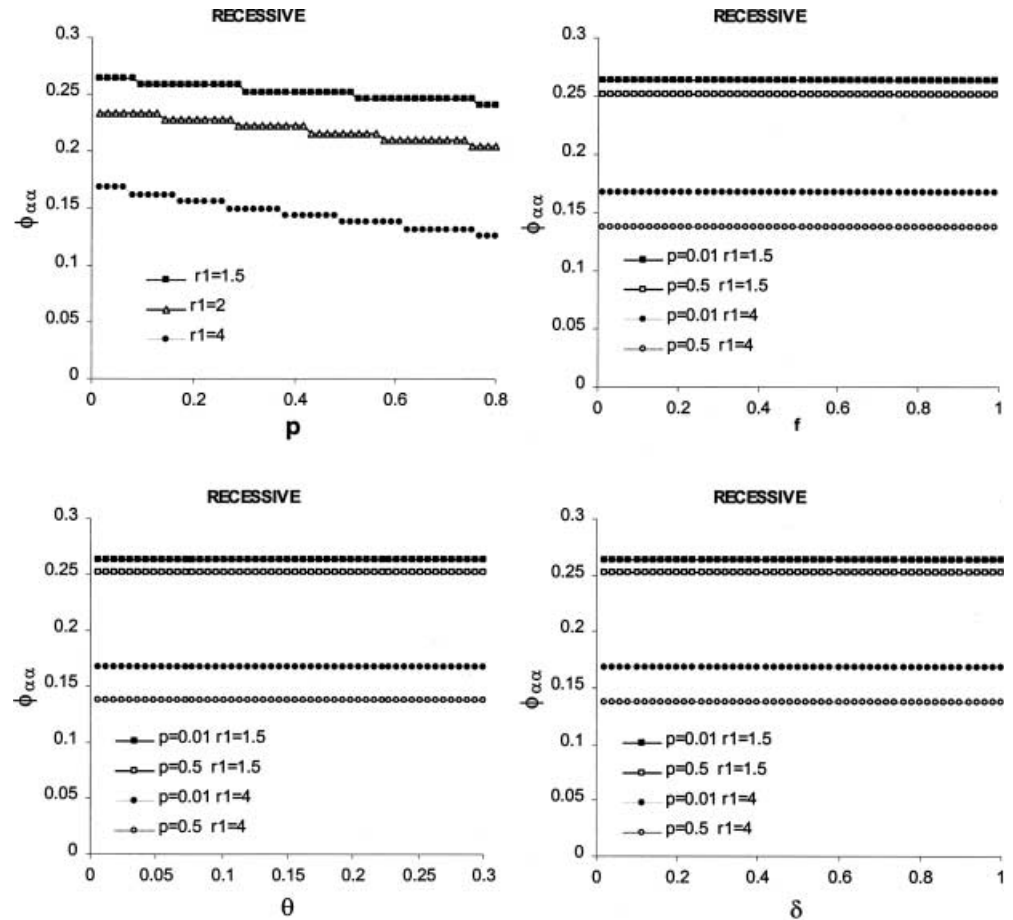 RECESSIVE
0.3
0.25
0.2
0.15
0.1
0.05
0
ϕαα
r1=1.5
r1=2
r1=4
0 0.2 0.4 0.6 0.8
p
RECESSIVE
0.3
0.25
0.2
0.15
0.1
0.05
0
ϕαα
p=0.01 r1=1.5
p=0.5 r1=1.5
p=0.01 r1=4
p=0.5 r1=4
0 0.2 0.4 0.6 0.8 1
f
RECESSIVE
0.3
0.25
0.2
0.15
0.1
0.05
0
ϕαα
p=0.01 r1=1.5
p=0.5 r1=1.5
p=0.01 r1=4
p=0.5 r1=4
0 0.05 0.1 0.15 0.2 0.25 0.3
θ
RECESSIVE
0.3
0.25
0.2
0.15
0.1
0.05
0
ϕαα
p=0.01 r1=1.5
p=0.5 r1=1.5
p=0.01 r1=4
p=0.5 r1=4
0 0.2 0.4 0.6 0.8 1
δ